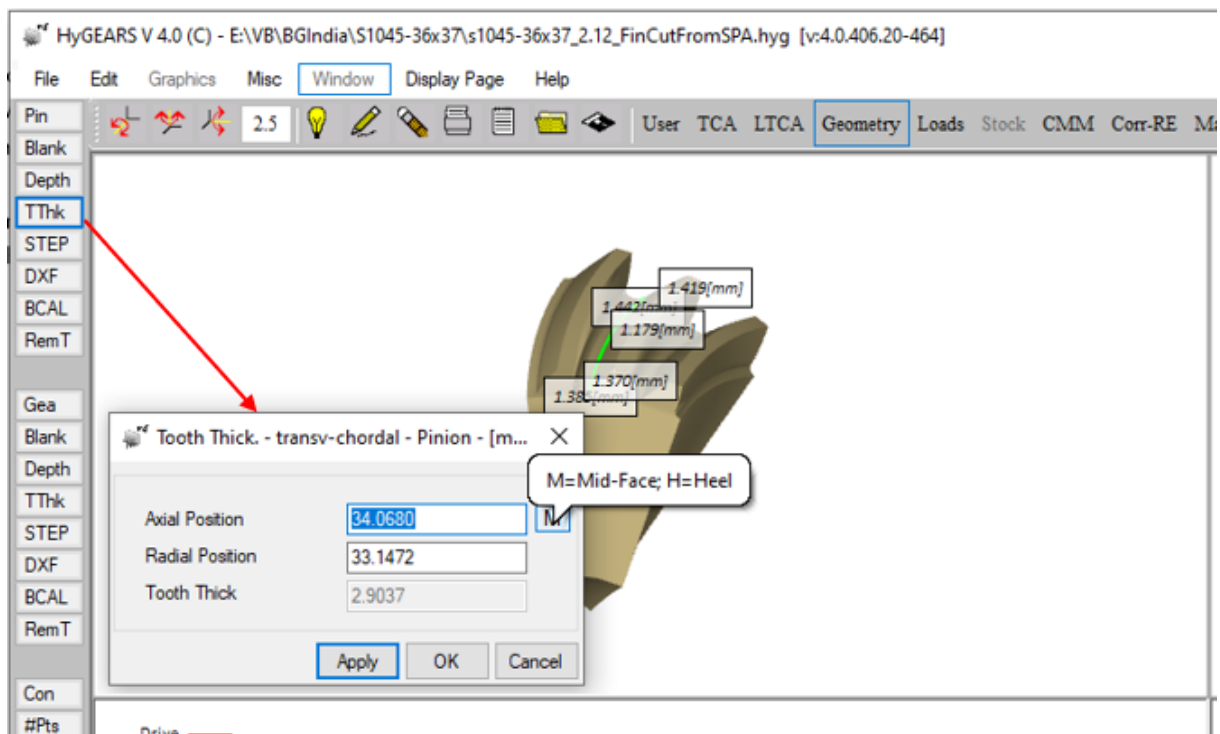 HyGEARS V 4.0 (C) - E:\VB\BGIndia\S1045-36x37\s1045-36x37_2.12_FinCutFromSPA.hyg [v:4.0.406.20-464]
File Edit Graphics Misc Window Display Page Help
2.5 User TCA LTCA Geometry Loads Stock CMM Corr-RE
Pin
Blank
Depth
TThk
STEP
DXF
BCAL
RemT
Gea
Blank
Depth
TThk
STEP
DXF
BCAL
RemT
Con
#Pts
1.419[mm]
1.442[mm]
1.179[mm]
1.370[mm]
Tooth Thick. - transv-chordal - Pinion - [m...
M=Mid-Face; H=Heel
Axial Position 34.0680 M
Radial Position 33.1472
Tooth Thick 2.9037
Apply OK Cancel
Drive